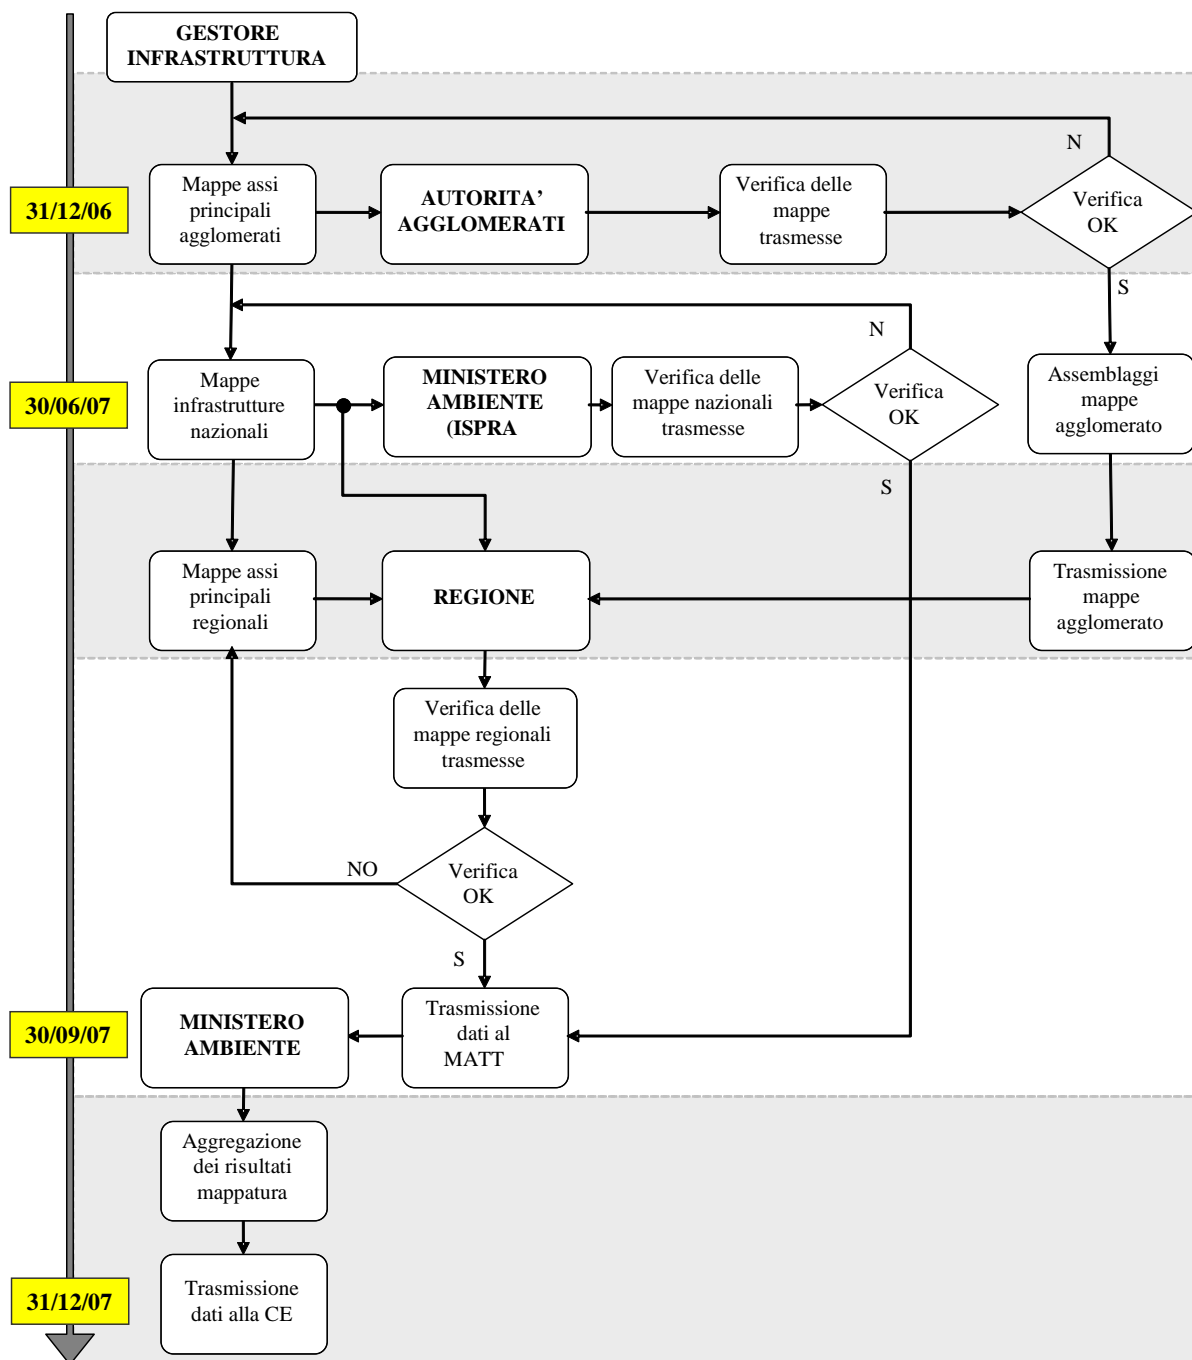 GESTORE
INFRASTRUTTURA
N
31/12/06
Mappe assi
principali
agglomerati
AUTORITA’
AGGLOMERATI
Verifica delle
mappe
trasmesse
Verifica
OK
S
N
30/06/07
Mappe
infrastrutture
nazionali
MINISTERO
AMBIENTE
(ISPRA
Verifica delle
mappe nazionali
trasmesse
Verifica
OK
Assemblaggi
mappe
agglomerato
S
Mappe assi
principali
regionali
REGIONE
Trasmissione
mappe
agglomerato
Verifica delle
mappe regionali
trasmesse
NO
Verifica
OK
S
30/09/07
MINISTERO
AMBIENTE
Trasmissione
dati al
MATT
Aggregazione
dei risultati
mappatura
31/12/07
Trasmissione
dati alla CE